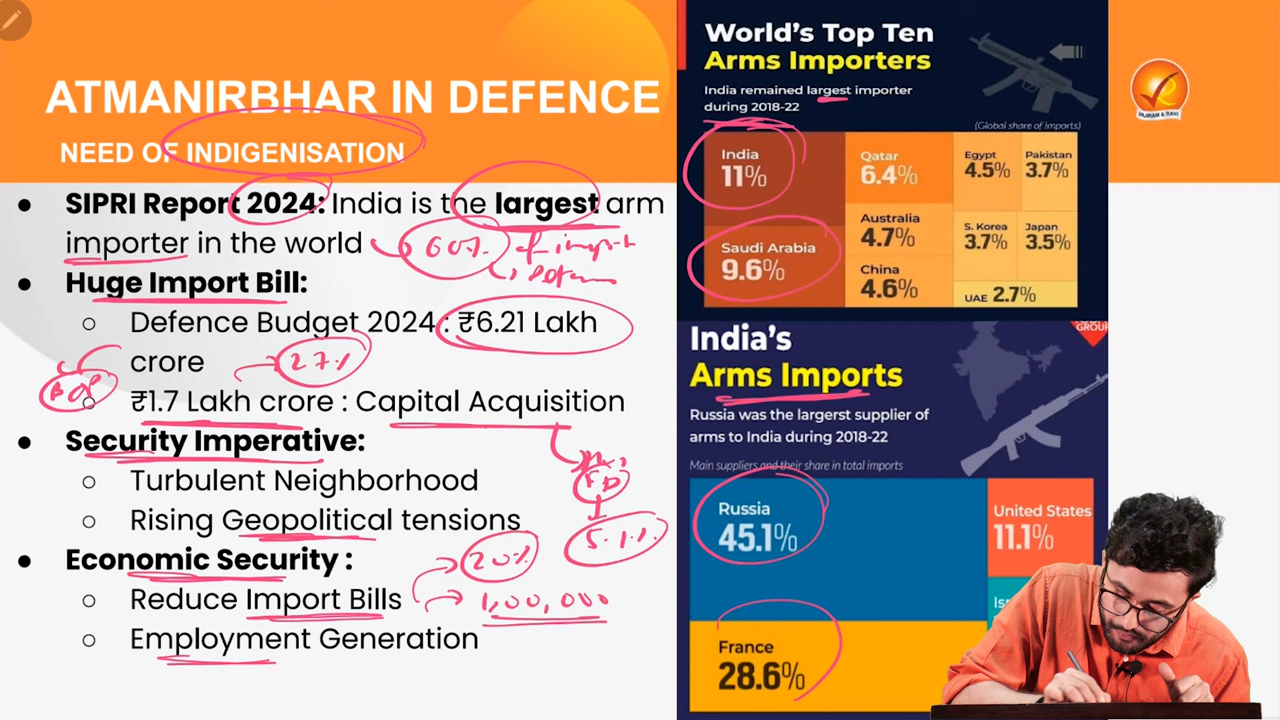 ATMANIRBHAR IN DEFENCE
NEED OF INDIGENISATION
● SIPRI Report 2024: India is the largest arm
importer in the world
60%. of
● Huge Import Bill:
○ Defence Budget 2024 : ₹6.21 Lakh
crore
27%
○ ₹1.7 Lakh crore : Capital Acquisition
● Security Imperative:
○ Turbulent Neighborhood
○ Rising Geopolitical tensions
5.1%.
● Economic Security :
20%
○ Reduce Import Bills
1,00,000
○ Employment Generation
World's Top Ten
Arms Importers
India remained largest importer
during 2018-22
(Global share of imports)
India
11%
Saudi Arabia
9.6%
Qatar
6.4%
Australia
4.7%
China
4.6%
Egypt
4.5%
Pakistan
3.7%
S. Korea
3.7%
Japan
3.5%
UAE 2.7%
GROUP
India's
Arms Imports
Russia was the largest supplier of
arms to India during 2018-22
Main suppliers and their share in total imports
Russia
45.1%
United States
11.1%
France
28.6%
BAJIRAM & RAVI